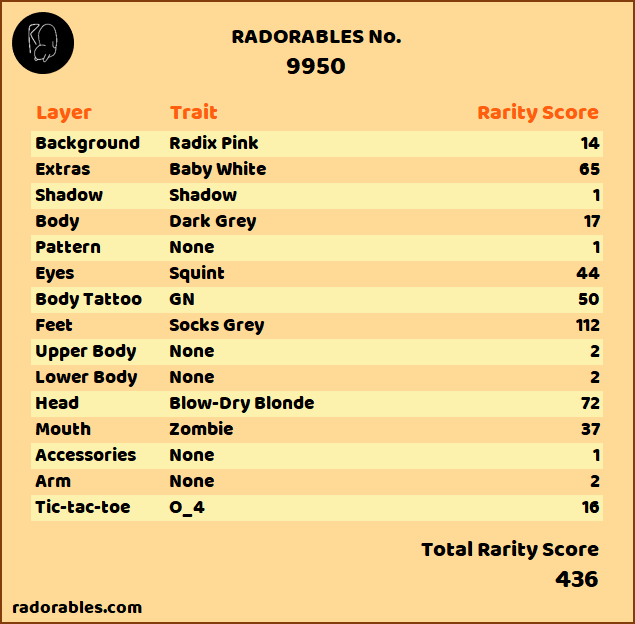 RADORABLES No.
9950
Layer Trait Rarity Score
Background Radix Pink 14
Extras Baby White 65
Shadow Shadow 1
Body Dark Grey 17
Pattern None 1
Eyes Squint 44
Body Tattoo GN 50
Feet Socks Grey 112
Upper Body None 2
Lower Body None 2
Head Blow-Dry Blonde 72
Mouth Zombie 37
Accessories None 1
Arm None 2
Tic-tac-toe O_4 16
Total Rarity Score
436
radorables.com